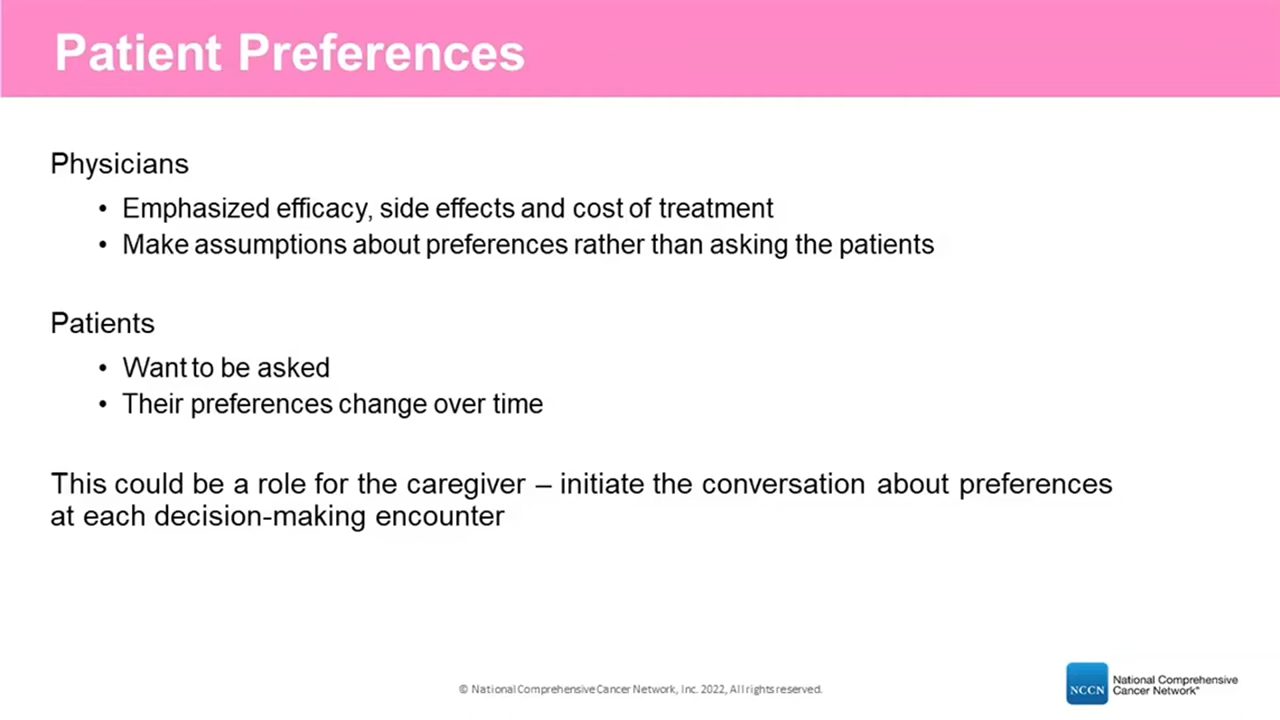 Patient Preferences
Physicians
• Emphasized efficacy, side effects and cost of treatment
• Make assumptions about preferences rather than asking the patients
Patients
• Want to be asked
• Their preferences change over time
This could be a role for the caregiver – initiate the conversation about preferences
at each decision-making encounter
© National Comprehensive Cancer Network, Inc. 2022, All rights reserved.
NCCN
National Comprehensive
Cancer Network®